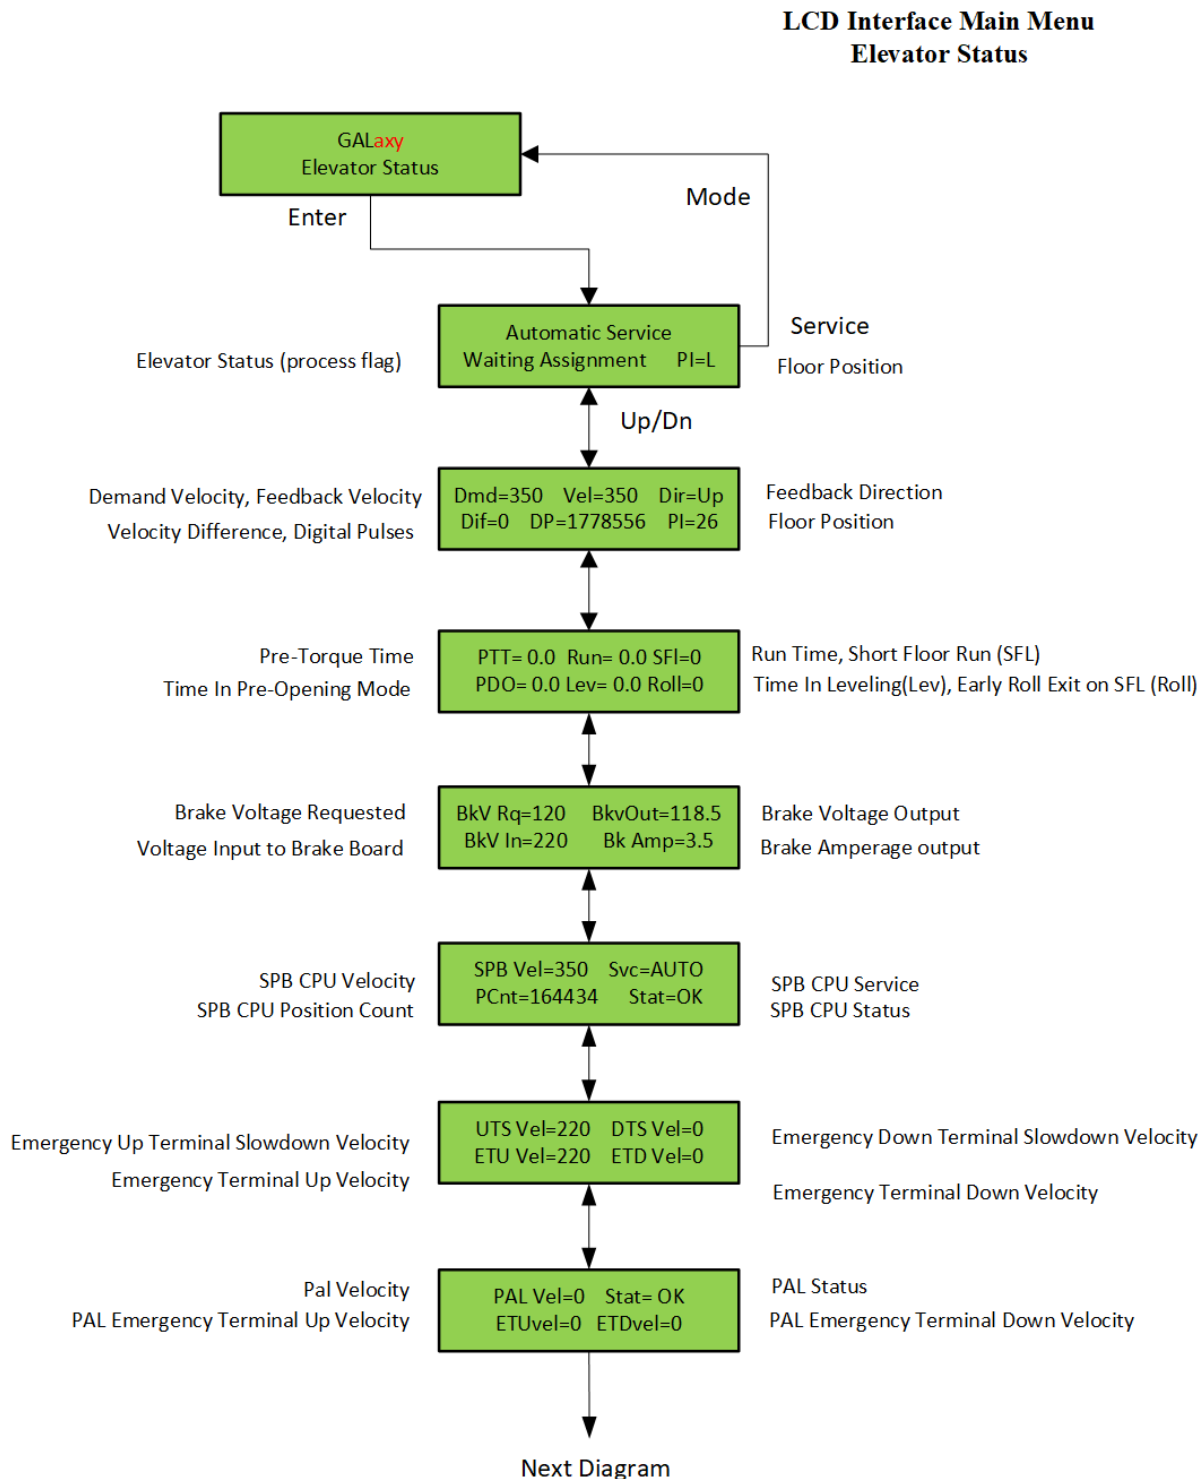 LCD Interface Main Menu
Elevator Status
GALaxy
Elevator Status
Enter
Mode
Automatic Service
Waiting Assignment PI=L
Elevator Status (process flag)
Service
Floor Position
Up/Dn
Demand Velocity, Feedback Velocity
Velocity Difference, Digital Pulses
Dmd=350 Vel=350 Dir=Up
Dif=0 DP=1778556 PI=26
Feedback Direction
Floor Position
Pre-Torque Time
Time In Pre-Opening Mode
PTT= 0.0 Run= 0.0 SFl=0
PDO= 0.0 Lev= 0.0 Roll=0
Run Time, Short Floor Run (SFL)
Time In Leveling(Lev), Early Roll Exit on SFL (Roll)
Brake Voltage Requested
Voltage Input to Brake Board
BkV Rq=120 BkvOut=118.5
BkV In=220 Bk Amp=3.5
Brake Voltage Output
Brake Amperage output
SPB CPU Velocity
SPB CPU Position Count
SPB Vel=350 Svc=AUTO
PCnt=164434 Stat=OK
SPB CPU Service
SPB CPU Status
Emergency Up Terminal Slowdown Velocity
Emergency Terminal Up Velocity
UTS Vel=220 DTS Vel=0
ETU Vel=220 ETD Vel=0
Emergency Down Terminal Slowdown Velocity
Emergency Terminal Down Velocity
Pal Velocity
PAL Emergency Terminal Up Velocity
PAL Vel=0 Stat= OK
ETUvel=0 ETDvel=0
PAL Status
PAL Emergency Terminal Down Velocity
Next Diagram